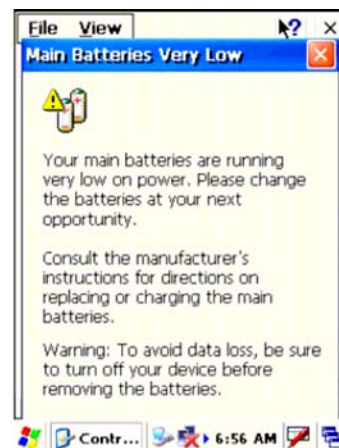 File View ? ×
Main Batteries Very Low
Your main batteries are running
very low on power. Please change
the batteries at your next
opportunity.
Consult the manufacturer's
instructions for directions on
replacing or charging the main
batteries.
Warning: To avoid data loss, be sure
to turn off your device before
removing the batteries.
Contr... 6:56 AM